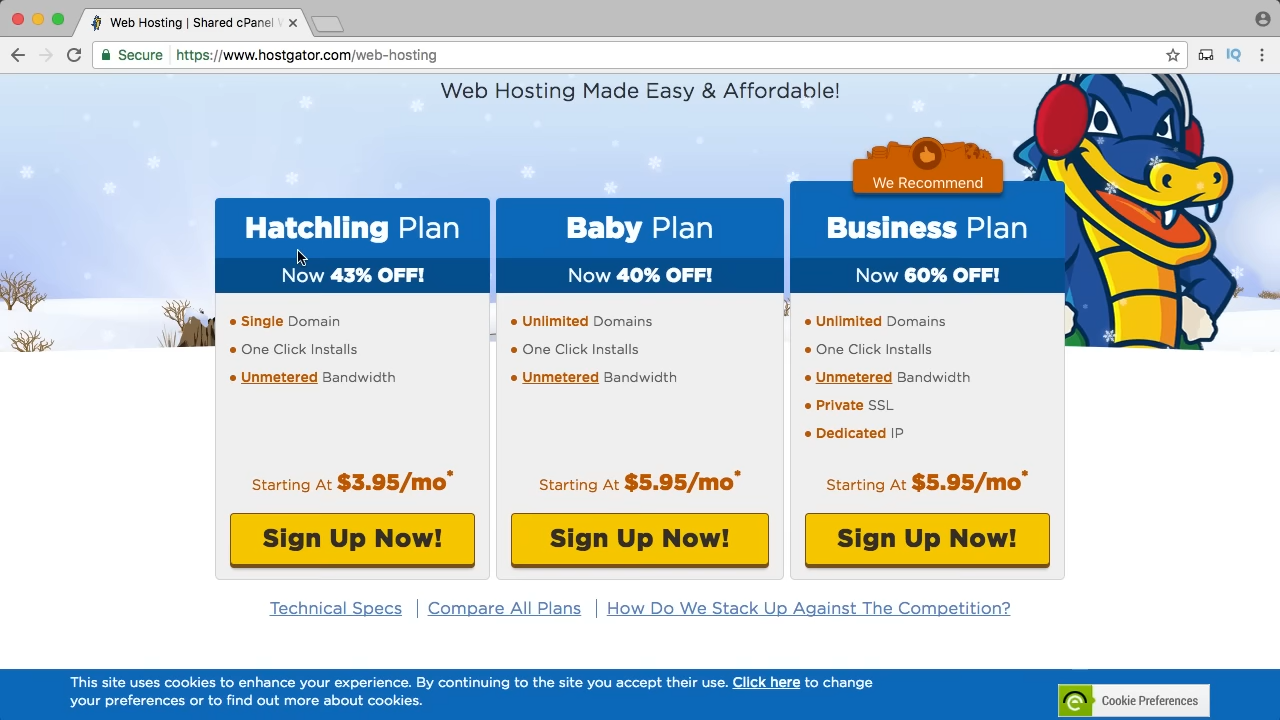 Web Hosting | Shared cPanel
Secure https://www.hostgator.com/web-hosting
IQ
Web Hosting Made Easy & Affordable!
We Recommend
Hatchling Plan
Now 43% OFF!
• Single Domain
• One Click Installs
• Unmetered Bandwidth
Starting At $3.95/mo*
Sign Up Now!
Baby Plan
Now 40% OFF!
• Unlimited Domains
• One Click Installs
• Unmetered Bandwidth
Starting At $5.95/mo*
Sign Up Now!
Business Plan
Now 60% OFF!
• Unlimited Domains
• One Click Installs
• Unmetered Bandwidth
• Private SSL
• Dedicated IP
Starting At $5.95/mo*
Sign Up Now!
Technical Specs | Compare All Plans | How Do We Stack Up Against The Competition?
This site uses cookies to enhance your experience. By continuing to the site you accept their use. Click here to change
your preferences or to find out more about cookies.
Cookie Preferences